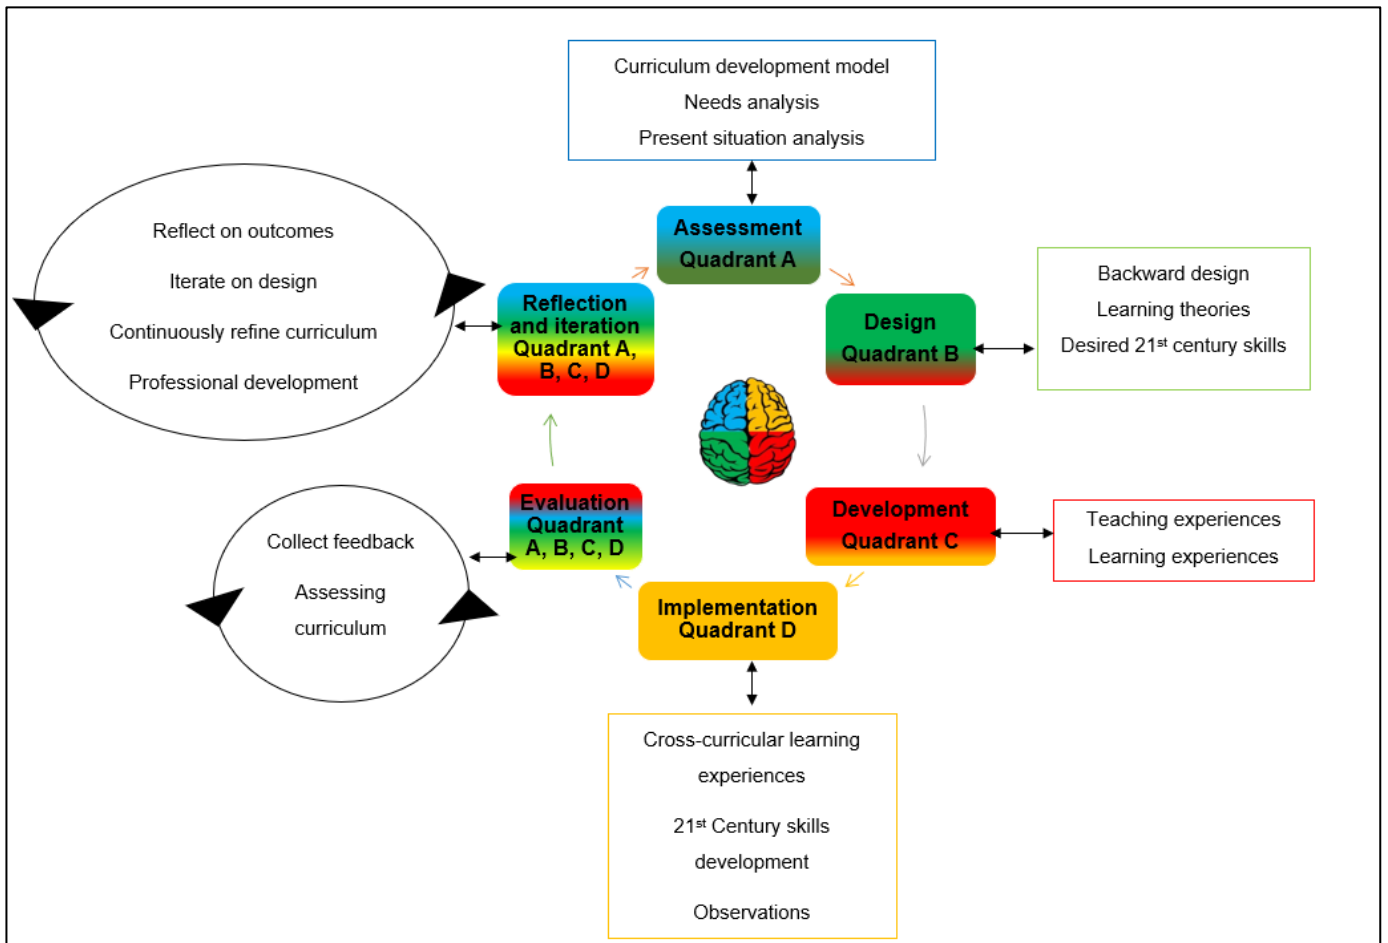 Curriculum development model
Needs analysis
Present situation analysis
Assessment
Quadrant A
Backward design
Learning theories
Desired 21st century skills
Design
Quadrant B
Teaching experiences
Learning experiences
Development
Quadrant C
Implementation
Quadrant D
Cross-curricular learning
experiences
21st Century skills
development
Observations
Evaluation
Quadrant
A, B, C, D
Collect feedback
Assessing
curriculum
Reflection
and iteration
Quadrant A,
B, C, D
Reflect on outcomes
Iterate on design
Continuously refine curriculum
Professional development